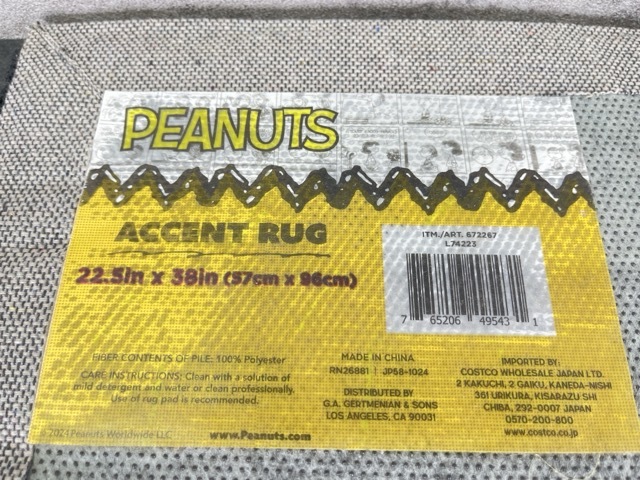 PEANUTS
ACCENT RUG
22.5in x 38in (57cm x 96cm)
ITM./ART. 672267
L74223
7 65206 49543 1
FIBER CONTENTS OF PILE: 100% Polyester
CARE INSTRUCTIONS: Clean with a solution of
mild detergent and water or clean professionally.
Use of rug pad is recommended.
© 2024 Peanuts Worldwide LLC
www.Peanuts.com
MADE IN CHINA
RN26881 | JP58-1024
DISTRIBUTED BY
G.A. GERTMENIAN & SONS
LOS ANGELES, CA 90031
IMPORTED BY:
COSTCO WHOLESALE JAPAN LTD.
2 KAKUCHI, 2 GAIKU, KANEDA-NISHI
361 URIKURA, KISARAZU SHI
CHIBA, 292-0007 JAPAN
0570-200-800
www.costco.co.jp